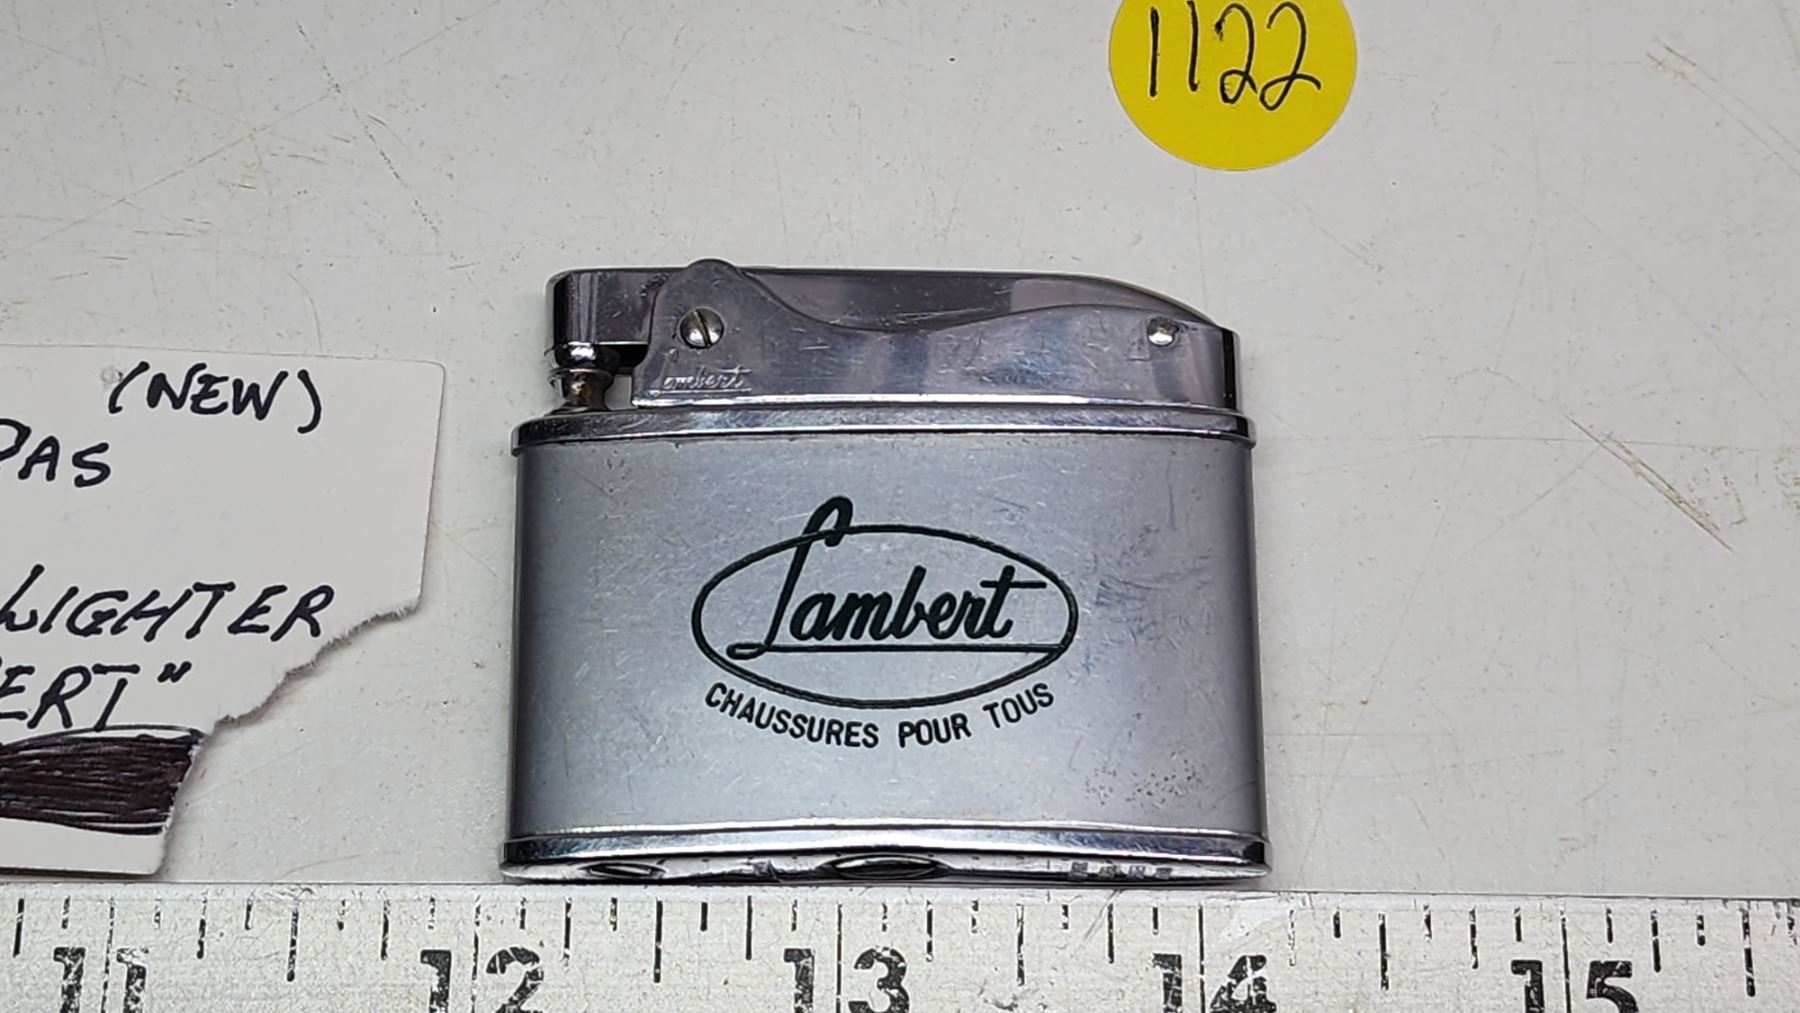 1122
(NEW)
PAS
LIGHTER
ERT"
Lambert
Lambert
CHAUSSURES POUR TOUS
11 12 13 14 15